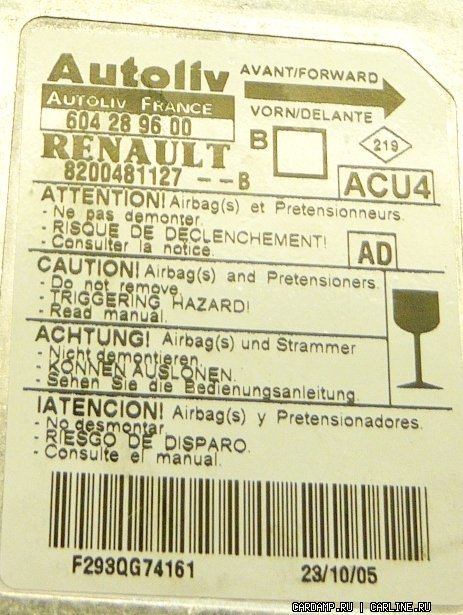 Autoliv
AVANT/FORWARD
AUTOLIV FRANCE
604 28 96 00
VORN/DELANTE
RENAULT
B
219
8200481127 --B
ACU4
ATTENTION! Airbag(s) et Pretensionneurs.
- Ne pas demonter.
- RISQUE DE DECLENCHEMENT!
- Consulter la notice.
AD
CAUTION! Airbag(s) and Pretensioners.
- Do not remove.
- TRIGGERING HAZARD!
- Read manual.
ACHTUNG! Airbag(s) und Strammer
- Nicht demontieren.
- KONNEN AUSLONEN.
- Sehen Sie die Bedienungsanleitung.
!ATENCION! Airbag(s) y Pretensionadores.
- No desmontar.
- RIESGO DE DISPARO.
- Consulte el manual.
F293QG74161
23/10/05
CARDAMP.RU | CARLINE.RU